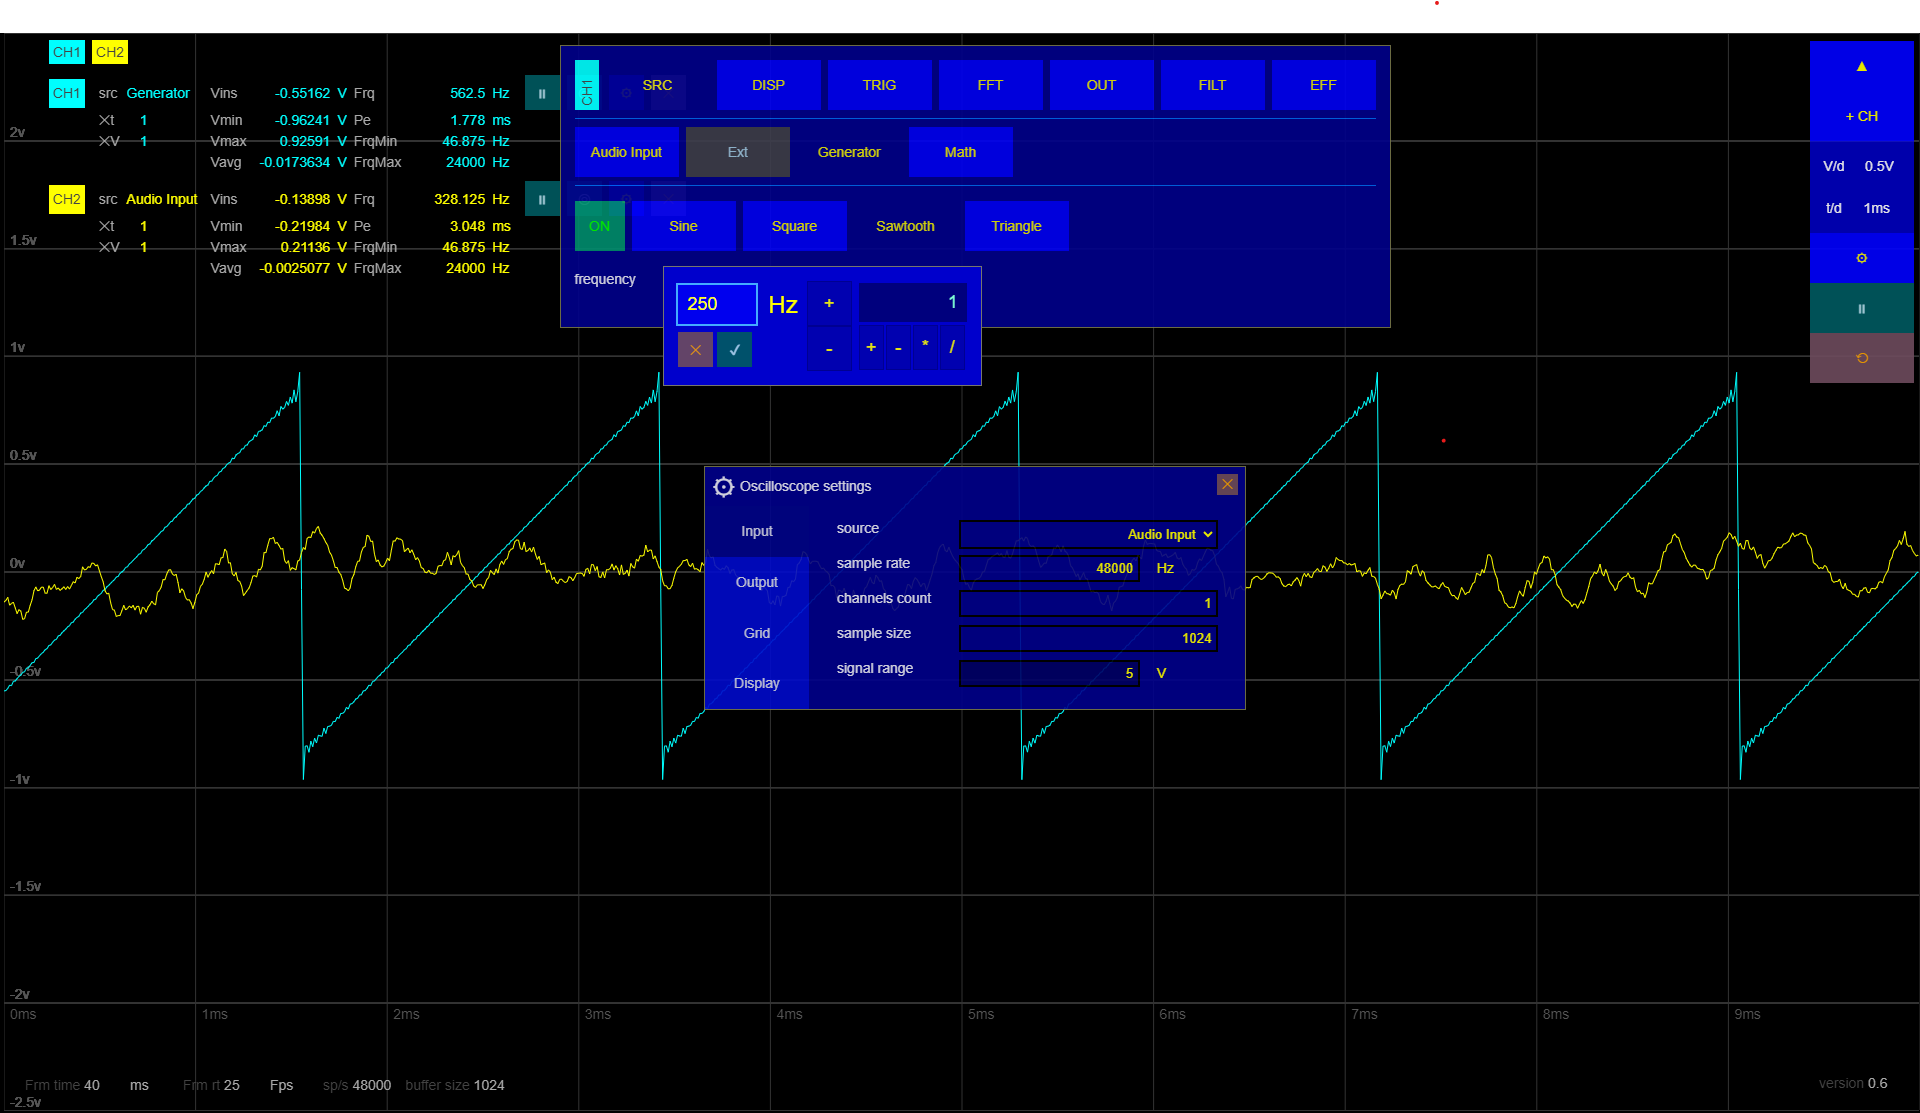 CH1 CH2
CH1 src Generator Vins -0.55162 V Frq 562.5 Hz
Xt 1 Vmin -0.96241 V Pe 1.778 ms
XV 1 Vmax 0.92591 V FrqMin 46.875 Hz
Vavg -0.0173634 V FrqMax 24000 Hz
CH2 src Audio Input Vins -0.13898 V Frq 328.125 Hz
Xt 1 Vmin -0.21984 V Pe 3.048 ms
XV 1 Vmax 0.21136 V FrqMin 46.875 Hz
Vavg -0.0025077 V FrqMax 24000 Hz
CH1 SRC DISP TRIG FFT OUT FILT EFF
Audio Input Ext Generator Math
ON Sine Square Sawtooth Triangle
frequency
250 Hz + 1
- + - * /
+ CH
V/d 0.5V
t/d 1ms
Oscilloscope settings
Input
Output
Grid
Display
source Audio Input
sample rate 48000 Hz
channels count 1
sample size 1024
signal range 5 V
2v
1.5v
1v
0.5v
0v
-0.5v
-1v
-1.5v
-2v
-2.5v
0ms 1ms 2ms 3ms 4ms 5ms 6ms 7ms 8ms 9ms
Frm time 40 ms Frm rt 25 Fps sp/s 48000 buffer size 1024
version 0.6